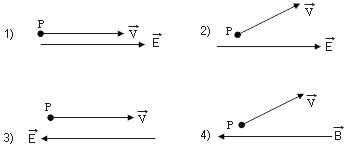 1) P V⃗ E⃗
2) P V⃗ E⃗
3) P V⃗ E⃗
4) P V⃗ B⃗